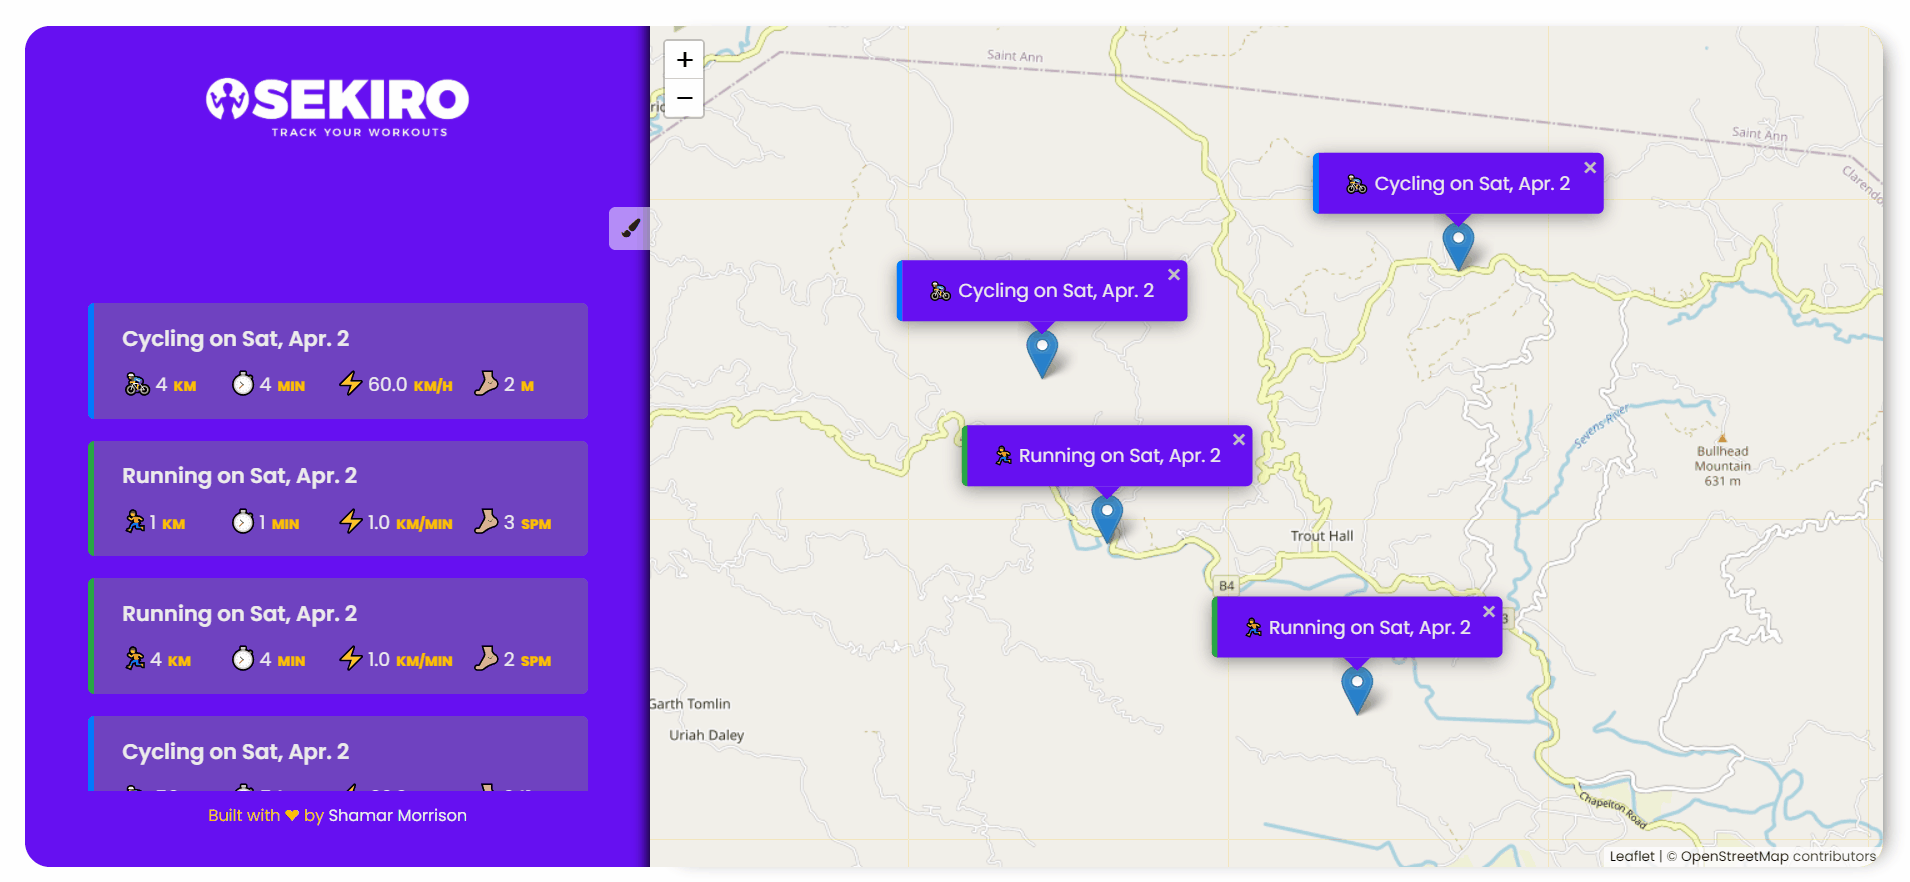 SEKIRO
TRACK YOUR WORKOUTS
Cycling on Sat, Apr. 2
4 KM 4 MIN 60.0 KM/H 2 M
Running on Sat, Apr. 2
1 KM 1 MIN 1.0 KM/MIN 3 SPM
Running on Sat, Apr. 2
4 KM 4 MIN 1.0 KM/MIN 2 SPM
Cycling on Sat, Apr. 2
Built with ❤ by Shamar Morrison
+
−
Saint Ann
Saint Ann
Cycling on Sat, Apr. 2 ×
Cycling on Sat, Apr. 2 ×
Running on Sat, Apr. 2 ×
Sevens River
Bullhead
Mountain
631 m
Trout Hall
B4
Running on Sat, Apr. 2 ×
Garth Tomlin
Uriah Daley
Chapelton Road
Leaflet | © OpenStreetMap contributors